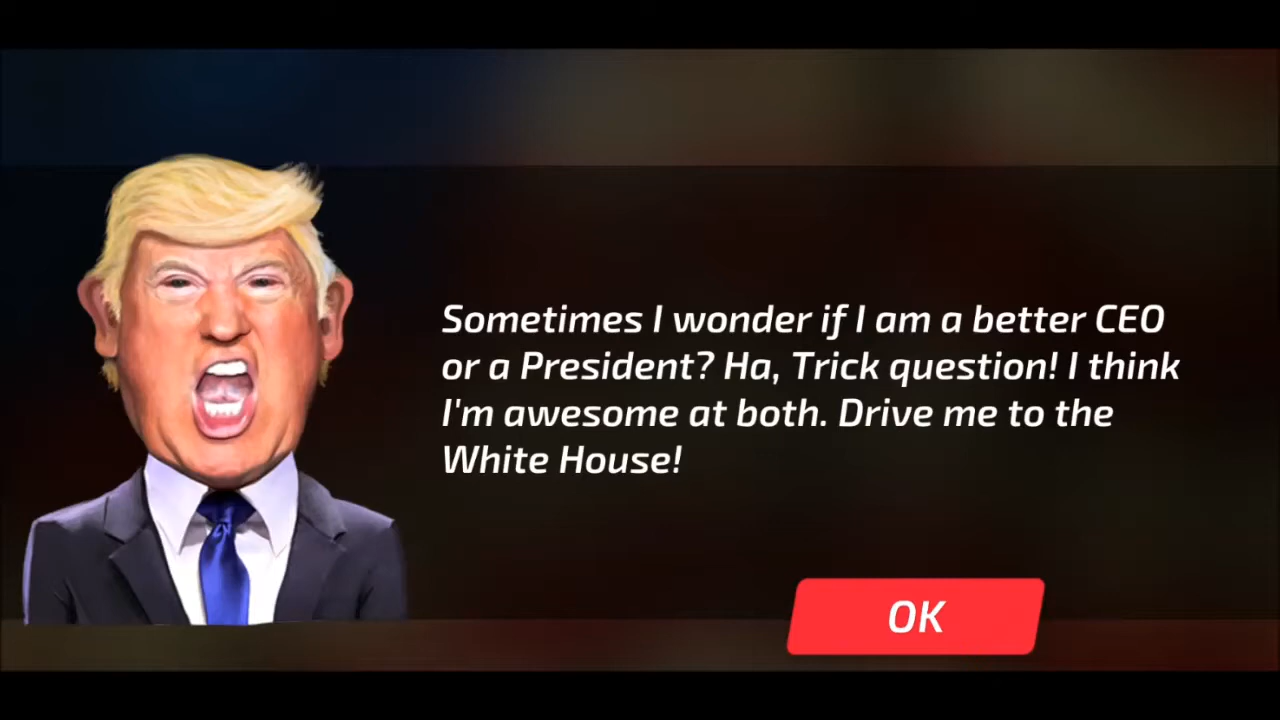 Sometimes I wonder if I am a better CEO
or a President? Ha, Trick question! I think
I'm awesome at both. Drive me to the
White House!
OK